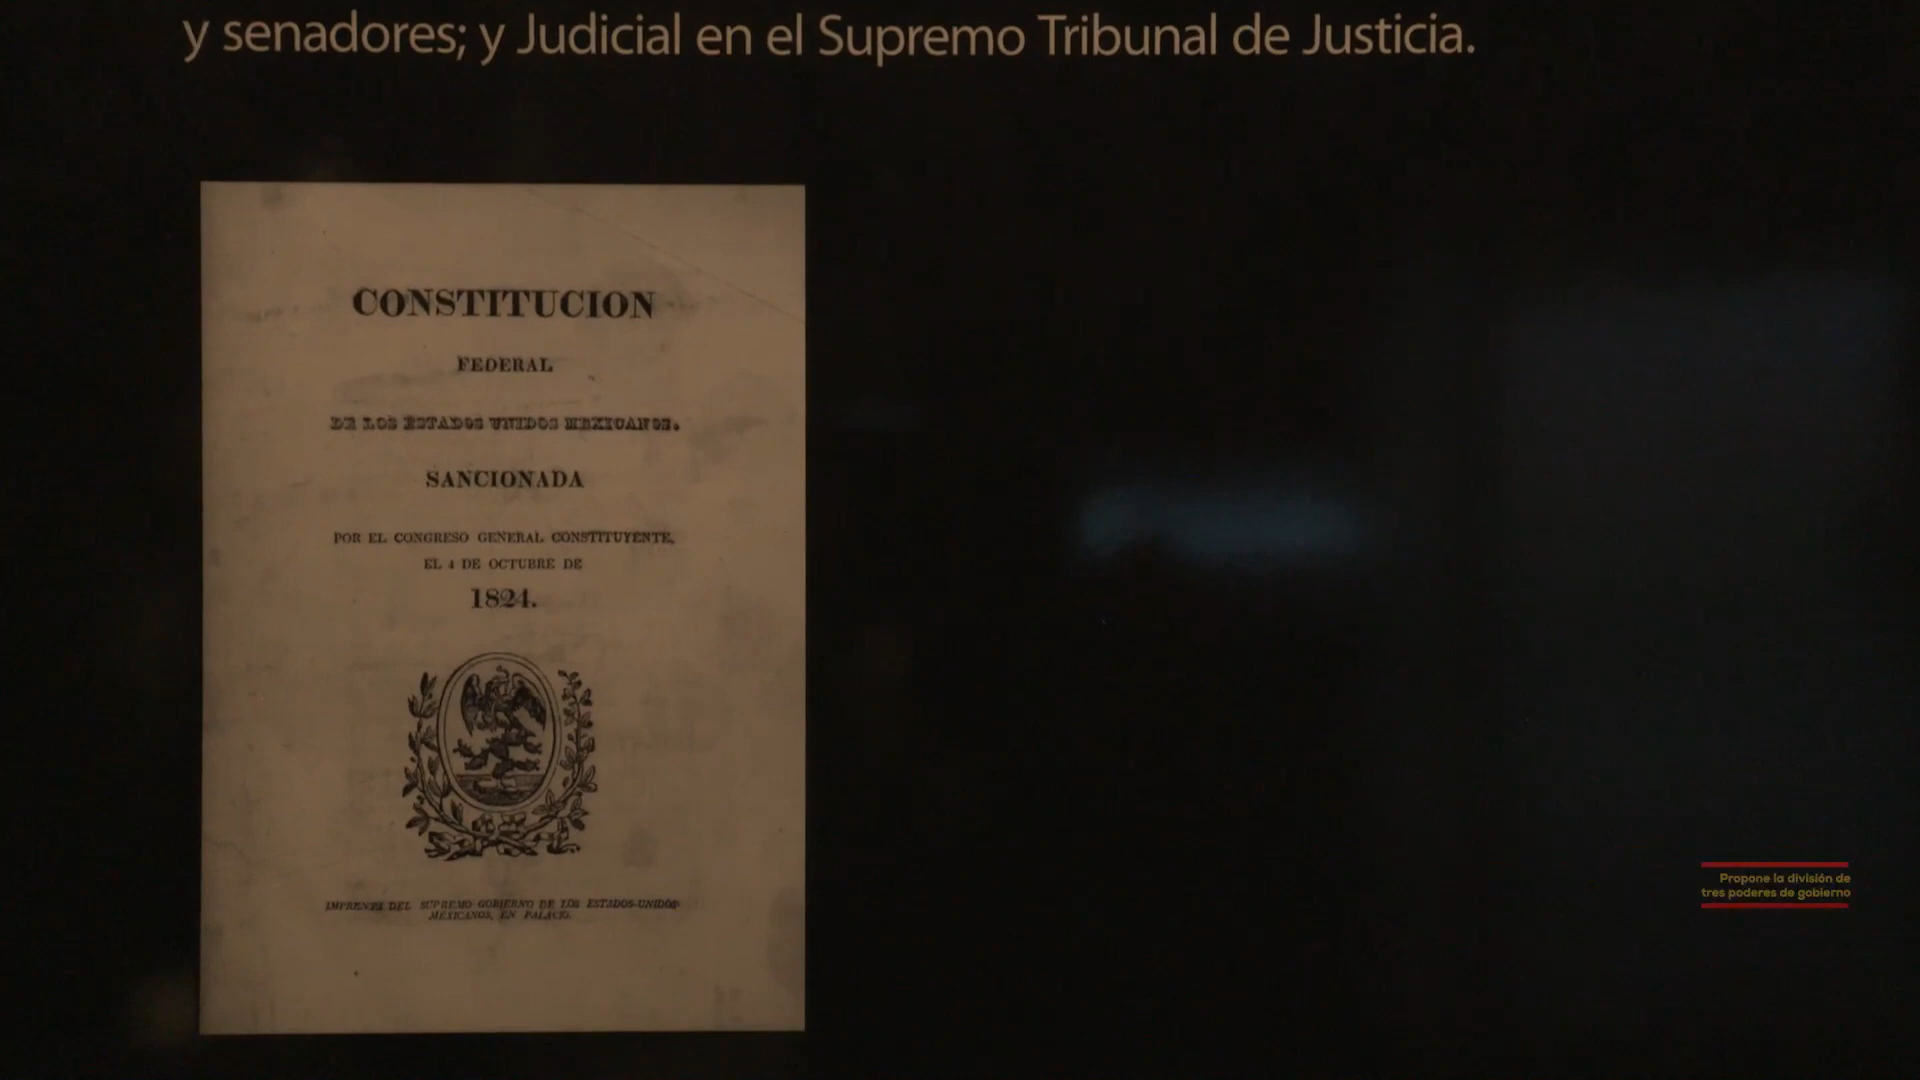 y senadores; y Judicial en el Supremo Tribunal de Justicia.
CONSTITUCION
FEDERAL
DE LOS ESTADOS UNIDOS MEXICANOS.
SANCIONADA
POR EL CONGRESO GENERAL CONSTITUYENTE,
EL 4 DE OCTUBRE DE
1824.
IMPRENTA DEL SUPREMO GOBIERNO DE LOS ESTADOS-UNIDOS
MEXICANOS, EN PALACIO.
Propone la división de
tres poderes de gobierno